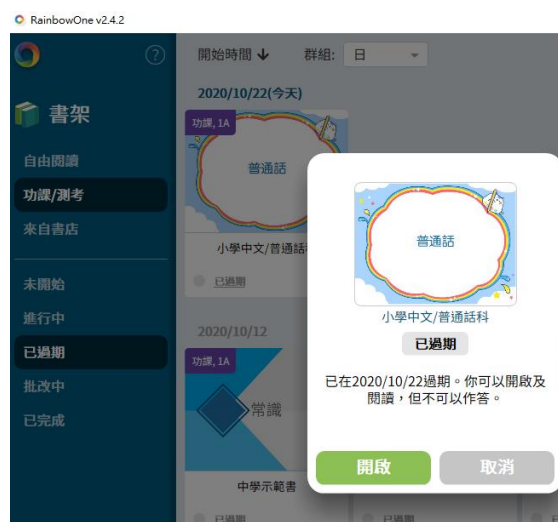 RainbowOne v2.4.2
?
開始時間 ↓ 群組: 日
書架
自由閱讀
功課/測考
來自書店
未開始
進行中
已過期
批改中
已完成
2020/10/22(今天)
功課, 1A
普通話
小學中文/普通話
已過期
2020/10/12
功課, 1A
常識
中學示範書
已過期
已過期
普通話
小學中文/普通話科
已過期
已在2020/10/22過期。你可以開啟及
閱讀，但不可以作答。
開啟 取消